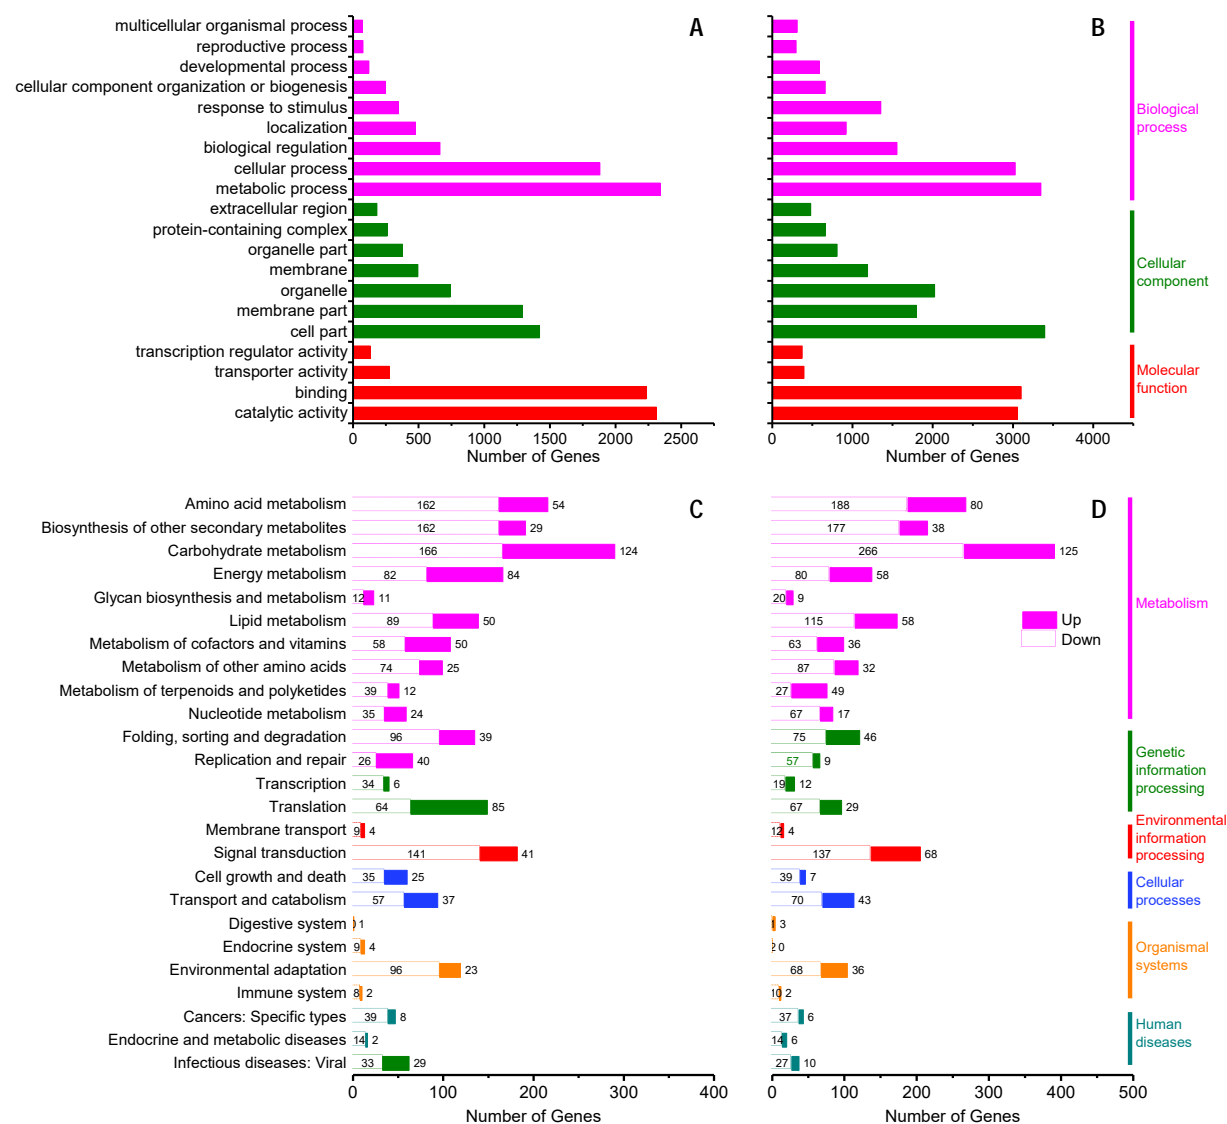 A
B
multicellular organismal process
reproductive process
developmental process
cellular component organization or biogenesis
response to stimulus
localization
biological regulation
cellular process
metabolic process
extracellular region
protein-containing complex
organelle part
membrane
organelle
membrane part
cell part
transcription regulator activity
transporter activity
binding
catalytic activity
Biological
process
Cellular
component
Molecular
function
0 500 1000 1500 2000 2500
Number of Genes
0 1000 2000 3000 4000
Number of Genes
C
D
Amino acid metabolism 162 54 188 80
Biosynthesis of other secondary metabolites 162 29 177 38
Carbohydrate metabolism 166 124 266 125
Energy metabolism 82 84 80 58
Glycan biosynthesis and metabolism 12 11 20 9
Lipid metabolism 89 50 115 58
Metabolism of cofactors and vitamins 58 50 63 36
Metabolism of other amino acids 74 25 87 32
Metabolism of terpenoids and polyketides 39 12 27 49
Nucleotide metabolism 35 24 67 17
Folding, sorting and degradation 96 39 75 46
Replication and repair 26 40 57 9
Transcription 34 6 19 12
Translation 64 85 67 29
Membrane transport 9 4 12 4
Signal transduction 141 41 137 68
Cell growth and death 35 25 39 7
Transport and catabolism 57 37 70 43
Digestive system 1 3
Endocrine system 9 4 2 0
Environmental adaptation 96 23 68 36
Immune system 8 2 10 2
Cancers: Specific types 39 8 37 6
Endocrine and metabolic diseases 14 2 14 6
Infectious diseases: Viral 33 29 27 10
Up
Down
Metabolism
Genetic
information
processing
Environmental
information
processing
Cellular
processes
Organismal
systems
Human
diseases
0 100 200 300 400
Number of Genes
0 100 200 300 400 500
Number of Genes